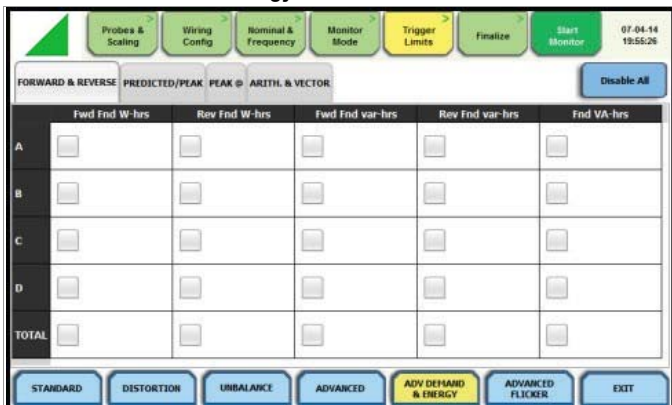 Probes & Scaling
Wiring Config
Nominal & Frequency
Monitor Mode
Trigger Limits
Finalize
Start Monitor
07-04-14
19:55:26
FORWARD & REVERSE
PREDICTED/PEAK
PEAK @
ARITH. & VECTOR
Disable All
Fwd Fnd W-hrs
Rev Fnd W-hrs
Fwd Fnd var-hrs
Rev Fnd var-hrs
Fnd VA-hrs
A
B
C
D
TOTAL
STANDARD
DISTORTION
UNBALANCE
ADVANCED
ADV DEMAND & ENERGY
ADVANCED FLICKER
EXIT